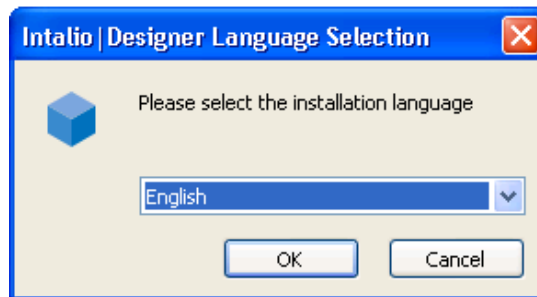 Intalio|Designer Language Selection
Please select the installation language
English
OK
Cancel